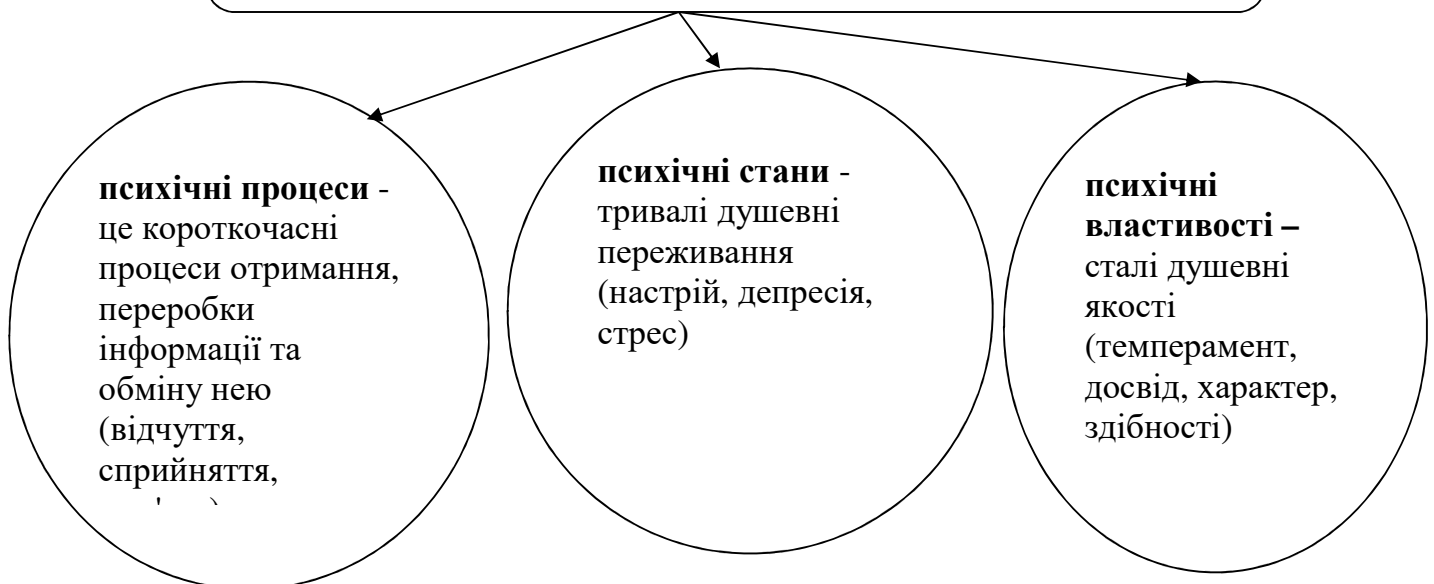 психічні процеси -
це короткочасні
процеси отримання,
переробки
інформації та
обміну нею
(відчуття,
сприйняття,
психічні стани -
тривалі душевні
переживання
(настрій, депресія,
стрес)
психічні
властивості –
сталі душевні
якості
(темперамент,
досвід, характер,
здібності)